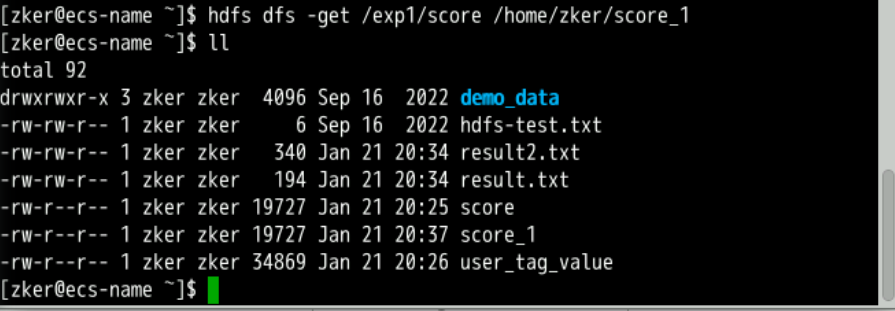 [zker@ecs-name ~]$ hdfs dfs -get /exp1/score /home/zker/score_1
[zker@ecs-name ~]$ ll
total 92
drwxrwxr-x 3 zker zker  4096 Sep 16  2022 demo_data
-rw-rw-r-- 1 zker zker     6 Sep 16  2022 hdfs-test.txt
-rw-rw-r-- 1 zker zker   340 Jan 21 20:34 result2.txt
-rw-rw-r-- 1 zker zker   194 Jan 21 20:34 result.txt
-rw-r--r-- 1 zker zker 19727 Jan 21 20:25 score
-rw-r--r-- 1 zker zker 19727 Jan 21 20:37 score_1
-rw-r--r-- 1 zker zker 34869 Jan 21 20:26 user_tag_value
[zker@ecs-name ~]$